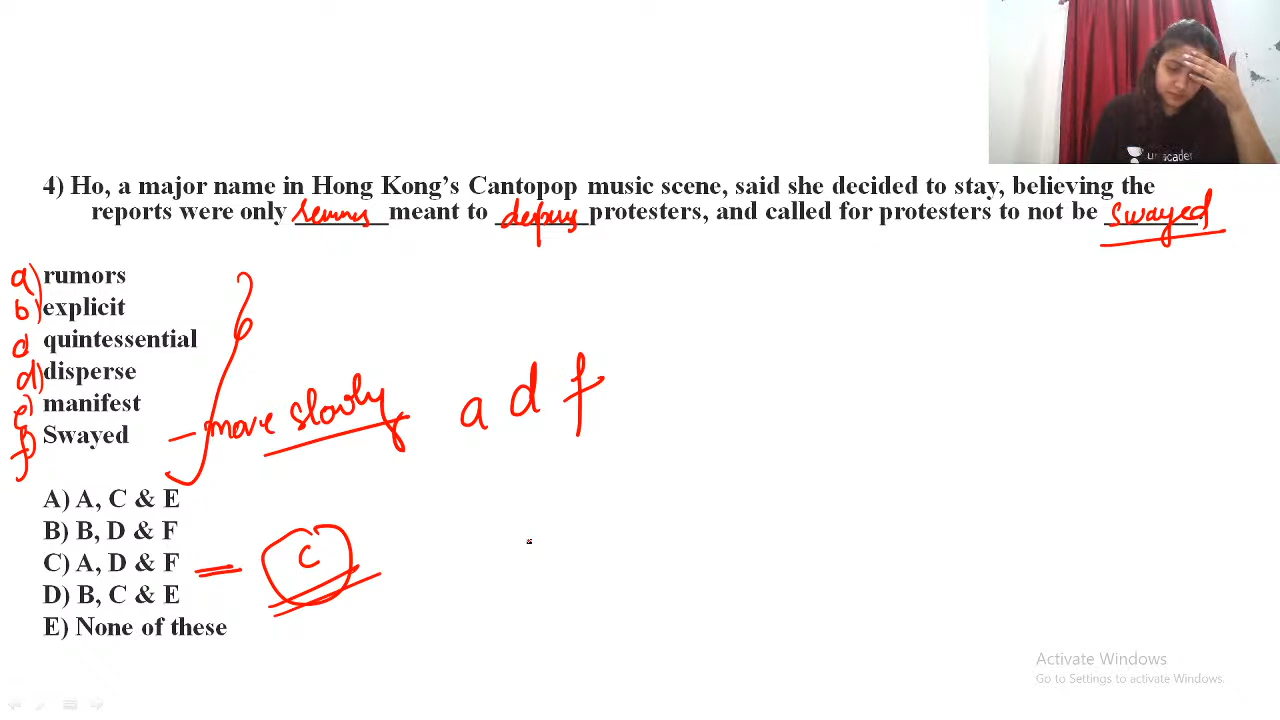 4) Ho, a major name in Hong Kong's Cantopop music scene, said she decided to stay, believing the
reports were only ______ meant to ______ protesters, and called for protesters to not be swayed
a) rumors
b) explicit
quintessential
d) disperse
e) manifest
f) Swayed
– move slowly
a d f
A) A, C & E
B) B, D & F
C) A, D & F = C
D) B, C & E
E) None of these
Activate Windows
Go to Settings to activate Windows.